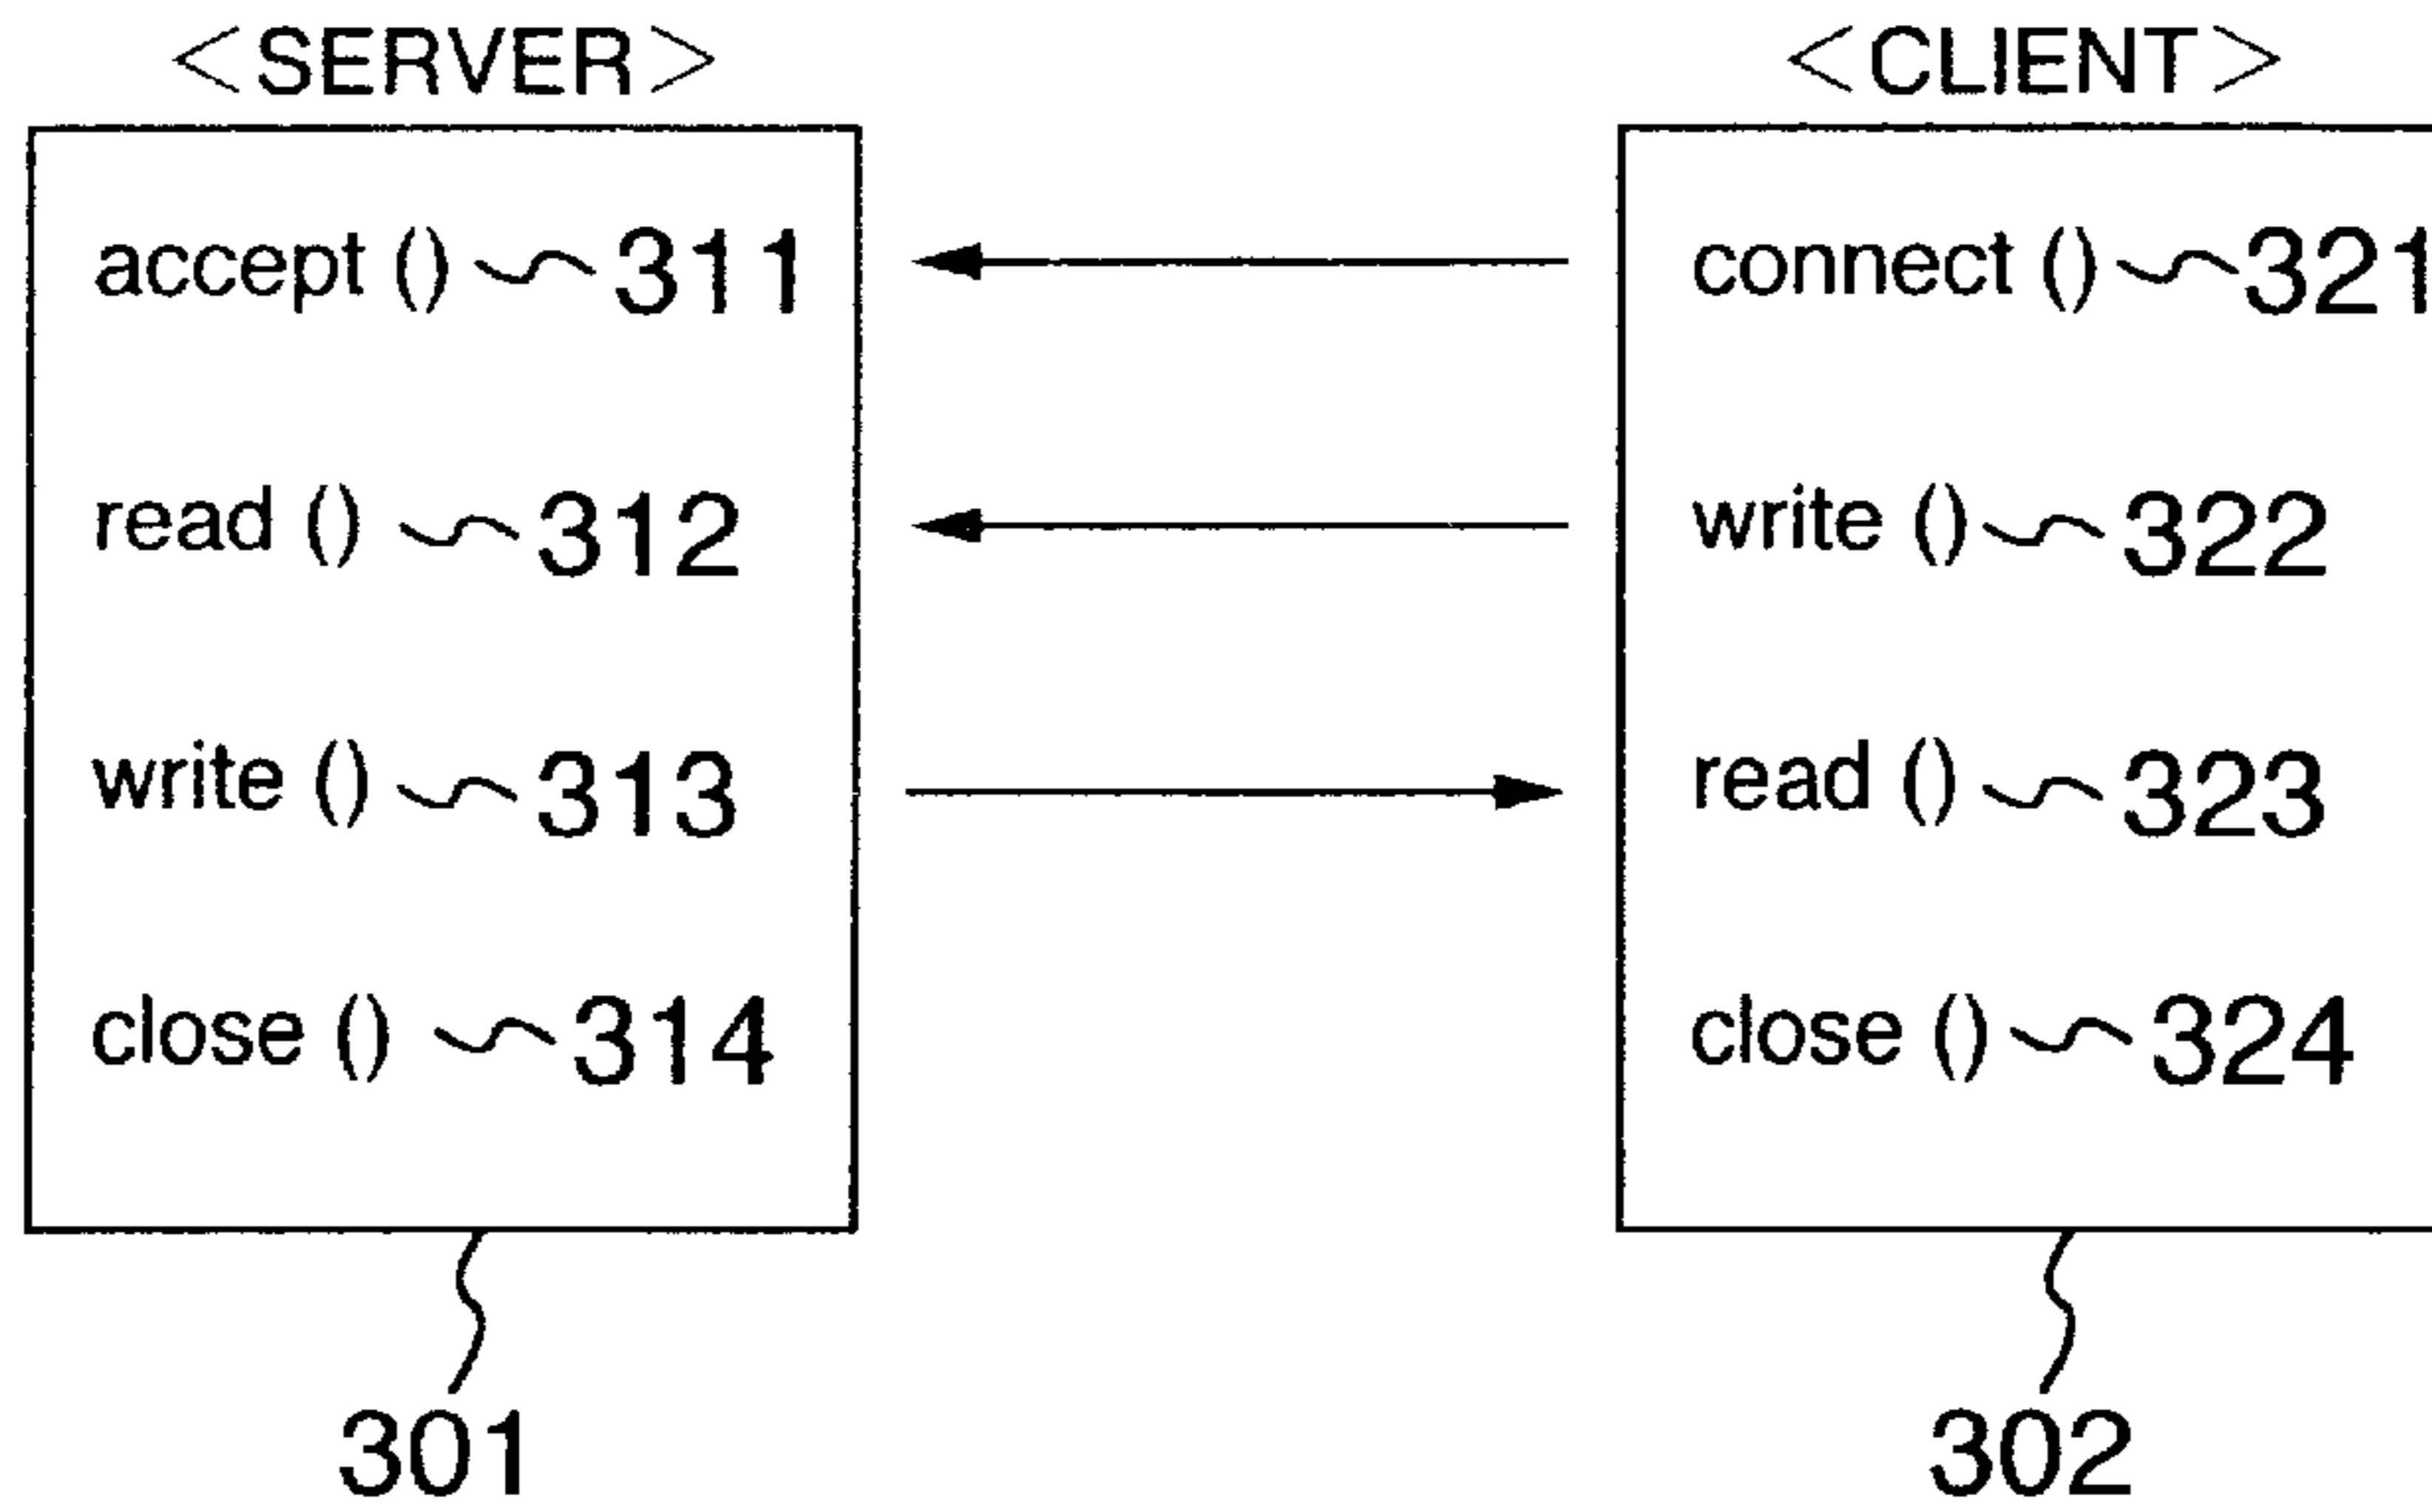 <SERVER> <CLIENT>
accept () 311 connect () 321
read () 312 write () 322
write () 313 read () 323
close () 314 close () 324
301 302